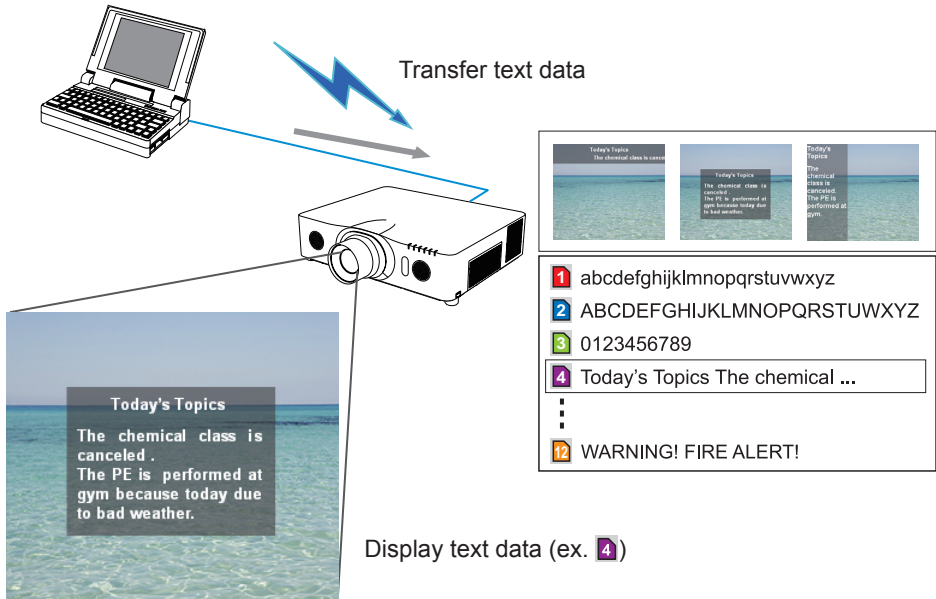 Transfer text data
Today's Topics
The chemical class is cance
Today's Topics
The chemical class is
canceled .
The PE is performed at
gym because today due
to bad weather.
Today's
Topics
The
chemical
class is
canceled.
The PE is
performed at
gym.
1 abcdefghijklmnopqrstuvwxyz
2 ABCDEFGHIJKLMNOPQRSTUWXYZ
3 0123456789
4 Today's Topics The chemical ...
12 WARNING! FIRE ALERT!
Today's Topics
The chemical class is
canceled .
The PE is performed at
gym because today due
to bad weather.
Display text data (ex. 4)